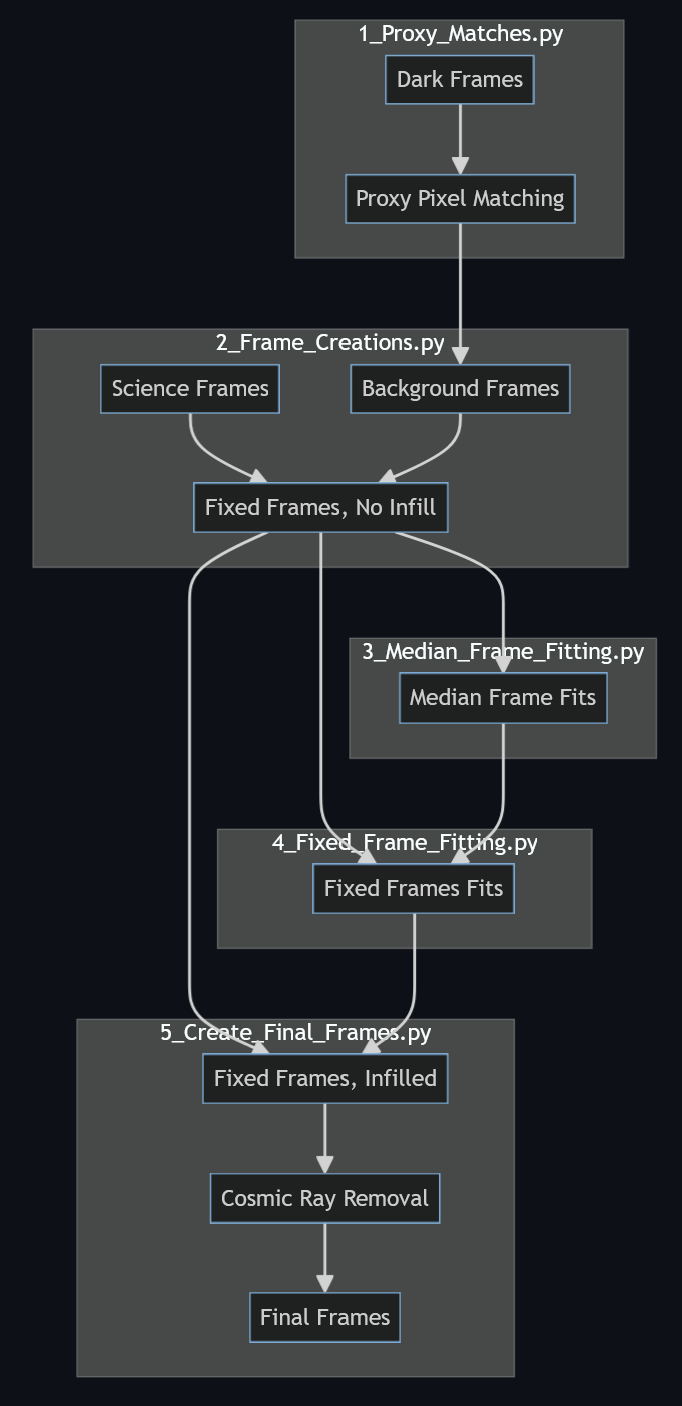 1_Proxy_Matches.py
Dark Frames
Proxy Pixel Matching
2_Frame_Creations.py
Science Frames
Background Frames
Fixed Frames, No Infill
3_Median_Frame_Fitting.py
Median Frame Fits
4_Fixed_Frame_Fitting.py
Fixed Frames Fits
5_Create_Final_Frames.py
Fixed Frames, Infilled
Cosmic Ray Removal
Final Frames